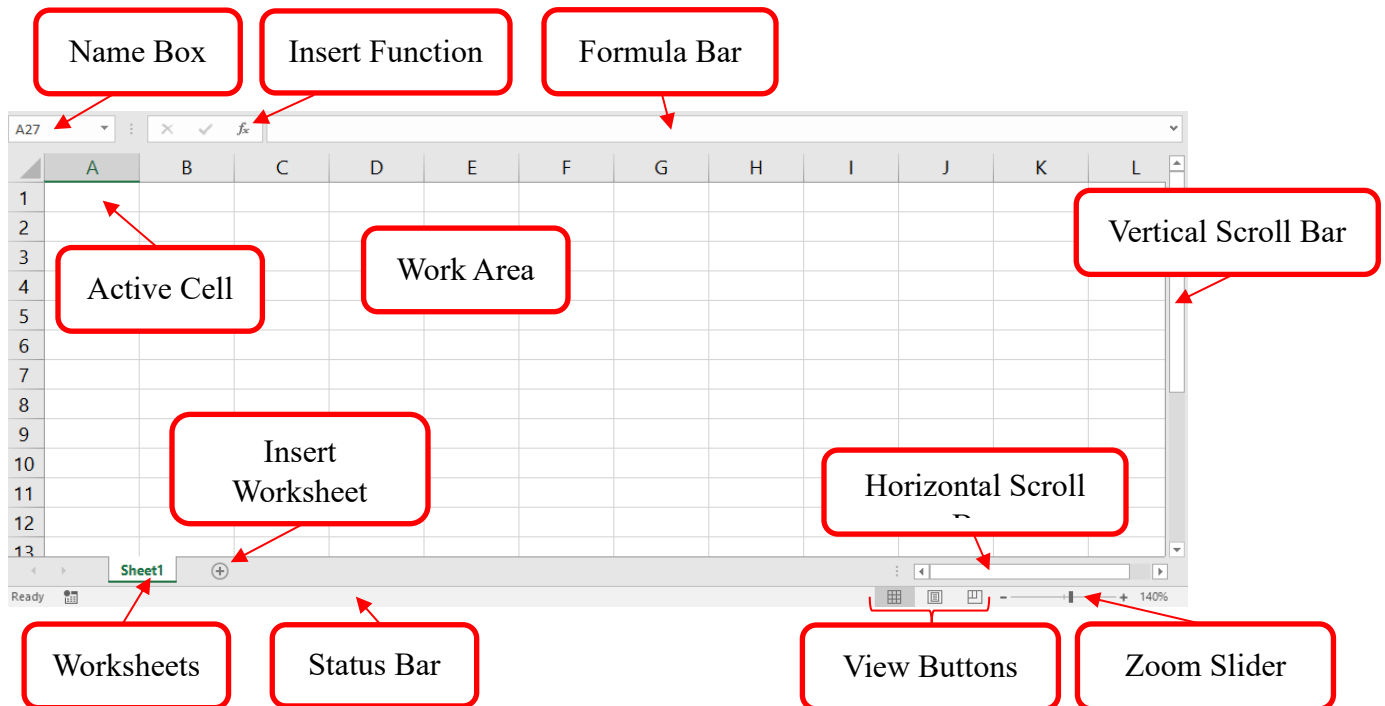 Name Box
Insert Function
Formula Bar
A27
fx
A B C D E F G H I J K L
1
2
3
4
5
6
7
8
9
10
11
12
13
Active Cell
Work Area
Vertical Scroll Bar
Insert
Worksheet
Horizontal Scroll
Sheet1
Ready
140%
Worksheets
Status Bar
View Buttons
Zoom Slider